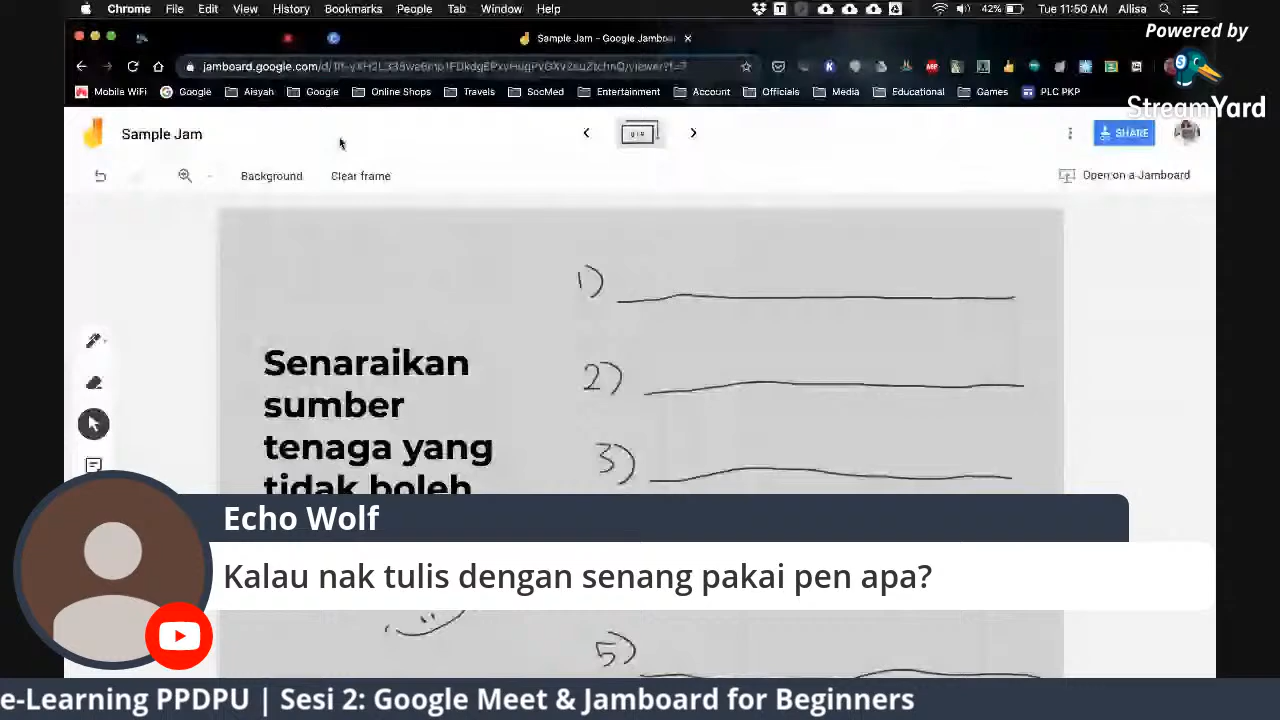 Chrome File Edit View History Bookmarks People Tab Window Help
42% Tue 11:50 AM Allisa
Powered by
StreamYard
Sample Jam - Google Jamboa
Mobile WiFi Google Aisyah Google Online Shops Travels SocMed Entertainment Account Officials Media Educational Games PLC PKP
Sample Jam
SHARE
Background Clear frame
Open on a Jamboard
Senaraikan
sumber
tenaga yang
tidak boleh
1)
2)
3)
5)
Echo Wolf
Kalau nak tulis dengan senang pakai pen apa?
e-Learning PPDPU | Sesi 2: Google Meet & Jamboard for Beginners